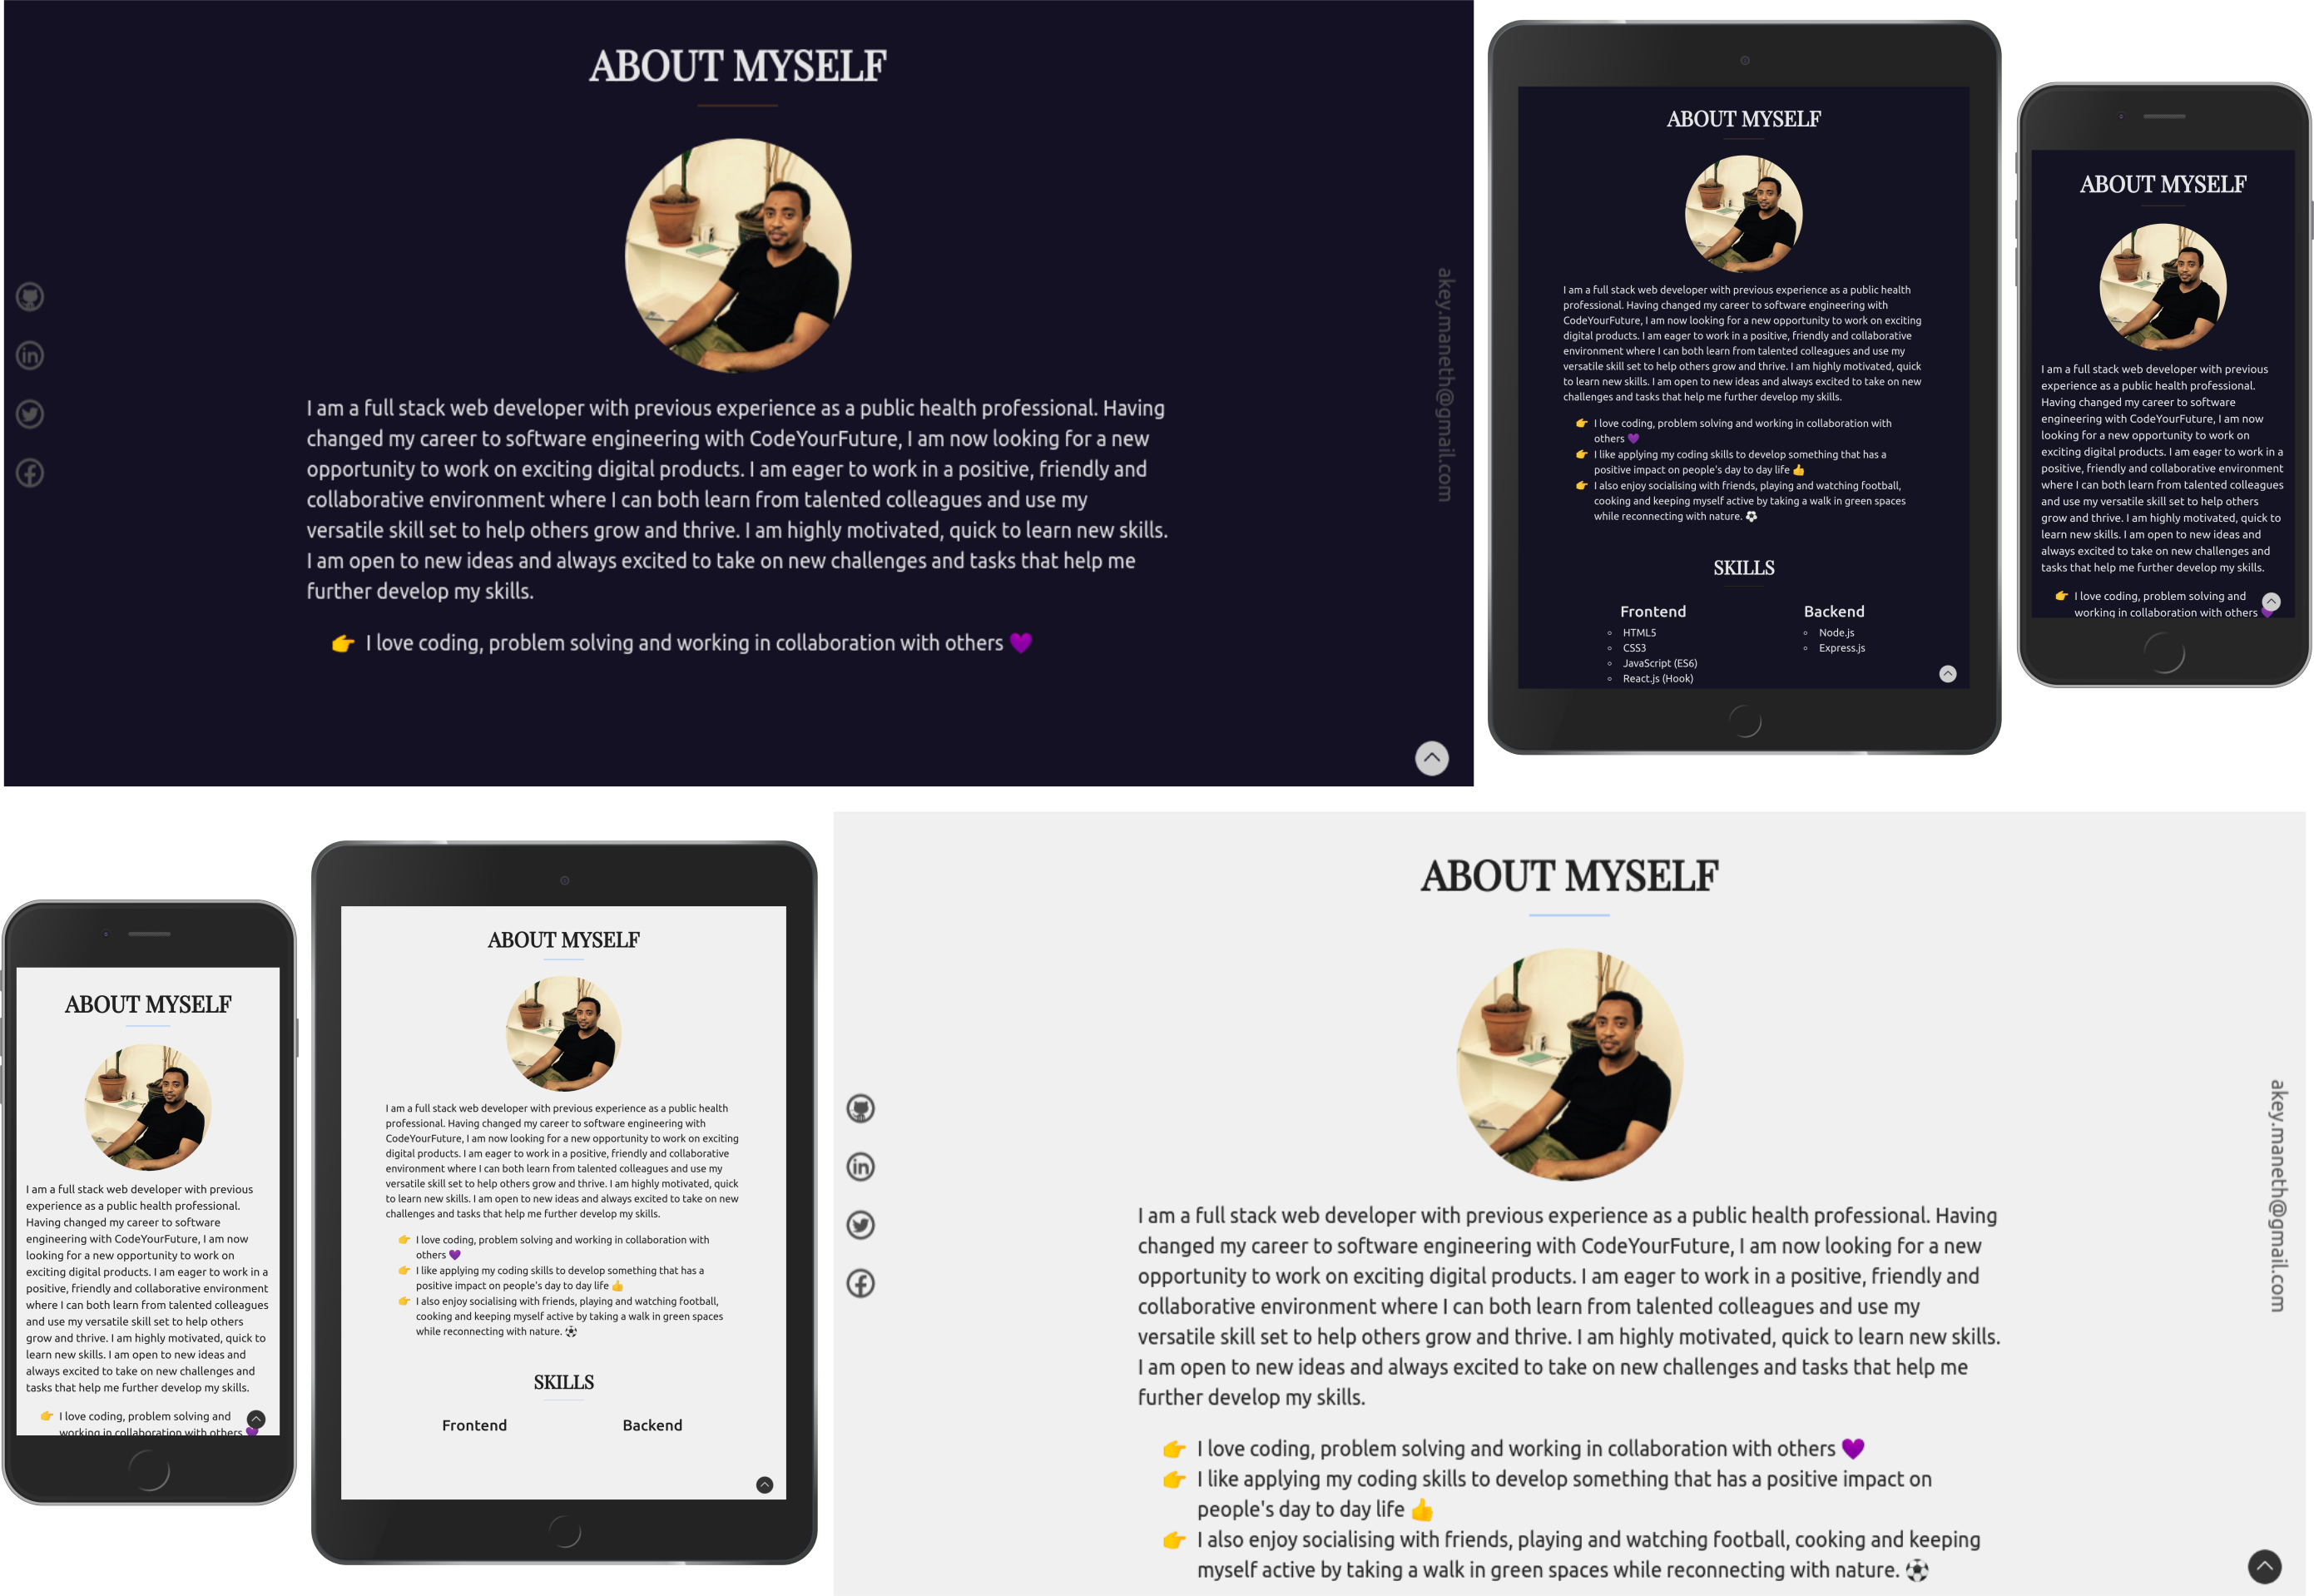 ABOUT MYSELF
I am a full stack web developer with previous experience as a public health professional. Having
changed my career to software engineering with CodeYourFuture, I am now looking for a new
opportunity to work on exciting digital products. I am eager to work in a positive, friendly and
collaborative environment where I can both learn from talented colleagues and use my
versatile skill set to help others grow and thrive. I am highly motivated, quick to learn new skills.
I am open to new ideas and always excited to take on new challenges and tasks that help me
further develop my skills.
👉 I love coding, problem solving and working in collaboration with others 💜
akey.maneth@gmail.com
ABOUT MYSELF
I am a full stack web developer with previous experience as a public health
professional. Having changed my career to software engineering with
CodeYourFuture, I am now looking for a new opportunity to work on exciting
digital products. I am eager to work in a positive, friendly and collaborative
environment where I can both learn from talented colleagues and use my
versatile skill set to help others grow and thrive. I am highly motivated, quick
to learn new skills. I am open to new ideas and always excited to take on new
challenges and tasks that help me further develop my skills.
👉 I love coding, problem solving and working in collaboration with
others 💜
👉 I like applying my coding skills to develop something that has a
positive impact on people's day to day life 👍
👉 I also enjoy socialising with friends, playing and watching football,
cooking and keeping myself active by taking a walk in green spaces
while reconnecting with nature. ⚽
SKILLS
Frontend
HTML5
CSS3
JavaScript (ES6)
React.js (Hook)
Backend
Node.js
Express.js
ABOUT MYSELF
I am a full stack web developer with previous
experience as a public health professional.
Having changed my career to software
engineering with CodeYourFuture, I am now
looking for a new opportunity to work on
exciting digital products. I am eager to work in a
positive, friendly and collaborative environment
where I can both learn from talented colleagues
and use my versatile skill set to help others
grow and thrive. I am highly motivated, quick to
learn new skills. I am open to new ideas and
always excited to take on new challenges and
tasks that help me further develop my skills.
👉 I love coding, problem solving and
working in collaboration with others 💜
ABOUT MYSELF
I am a full stack web developer with previous
experience as a public health professional.
Having changed my career to software
engineering with CodeYourFuture, I am now
looking for a new opportunity to work on
exciting digital products. I am eager to work in a
positive, friendly and collaborative environment
where I can both learn from talented colleagues
and use my versatile skill set to help others
grow and thrive. I am highly motivated, quick to
learn new skills. I am open to new ideas and
always excited to take on new challenges and
tasks that help me further develop my skills.
👉 I love coding, problem solving and
working in collaboration with others 💜
ABOUT MYSELF
I am a full stack web developer with previous experience as a public health
professional. Having changed my career to software engineering with
CodeYourFuture, I am now looking for a new opportunity to work on exciting
digital products. I am eager to work in a positive, friendly and collaborative
environment where I can both learn from talented colleagues and use my
versatile skill set to help others grow and thrive. I am highly motivated, quick
to learn new skills. I am open to new ideas and always excited to take on new
challenges and tasks that help me further develop my skills.
👉 I love coding, problem solving and working in collaboration with
others 💜
👉 I like applying my coding skills to develop something that has a
positive impact on people's day to day life 👍
👉 I also enjoy socialising with friends, playing and watching football,
cooking and keeping myself active by taking a walk in green spaces
while reconnecting with nature. ⚽
SKILLS
Frontend
Backend
ABOUT MYSELF
I am a full stack web developer with previous experience as a public health professional. Having
changed my career to software engineering with CodeYourFuture, I am now looking for a new
opportunity to work on exciting digital products. I am eager to work in a positive, friendly and
collaborative environment where I can both learn from talented colleagues and use my
versatile skill set to help others grow and thrive. I am highly motivated, quick to learn new skills.
I am open to new ideas and always excited to take on new challenges and tasks that help me
further develop my skills.
👉 I love coding, problem solving and working in collaboration with others 💜
👉 I like applying my coding skills to develop something that has a positive impact on
people's day to day life 👍
👉 I also enjoy socialising with friends, playing and watching football, cooking and keeping
myself active by taking a walk in green spaces while reconnecting with nature. ⚽
akey.maneth@gmail.com